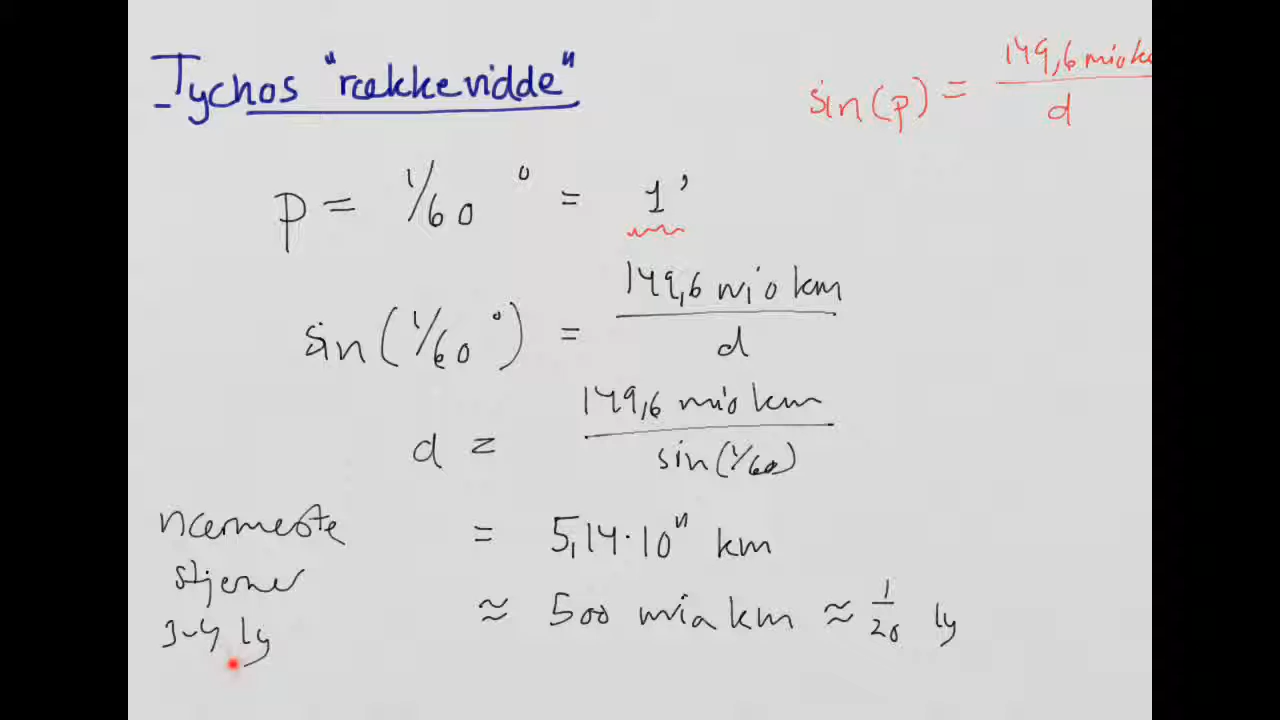 Tychos "rækkevidde"
sin(p) = 149,6 mio km / d
p = 1/60 ° = 1'
sin(1/60 °) = 149,6 mio km / d
d = 149,6 mio km / sin(1/60)
= 5,14·10¹¹ km
≈ 500 mia km ≈ 1/20 ly
nærmeste
stjerner
3-4 ly